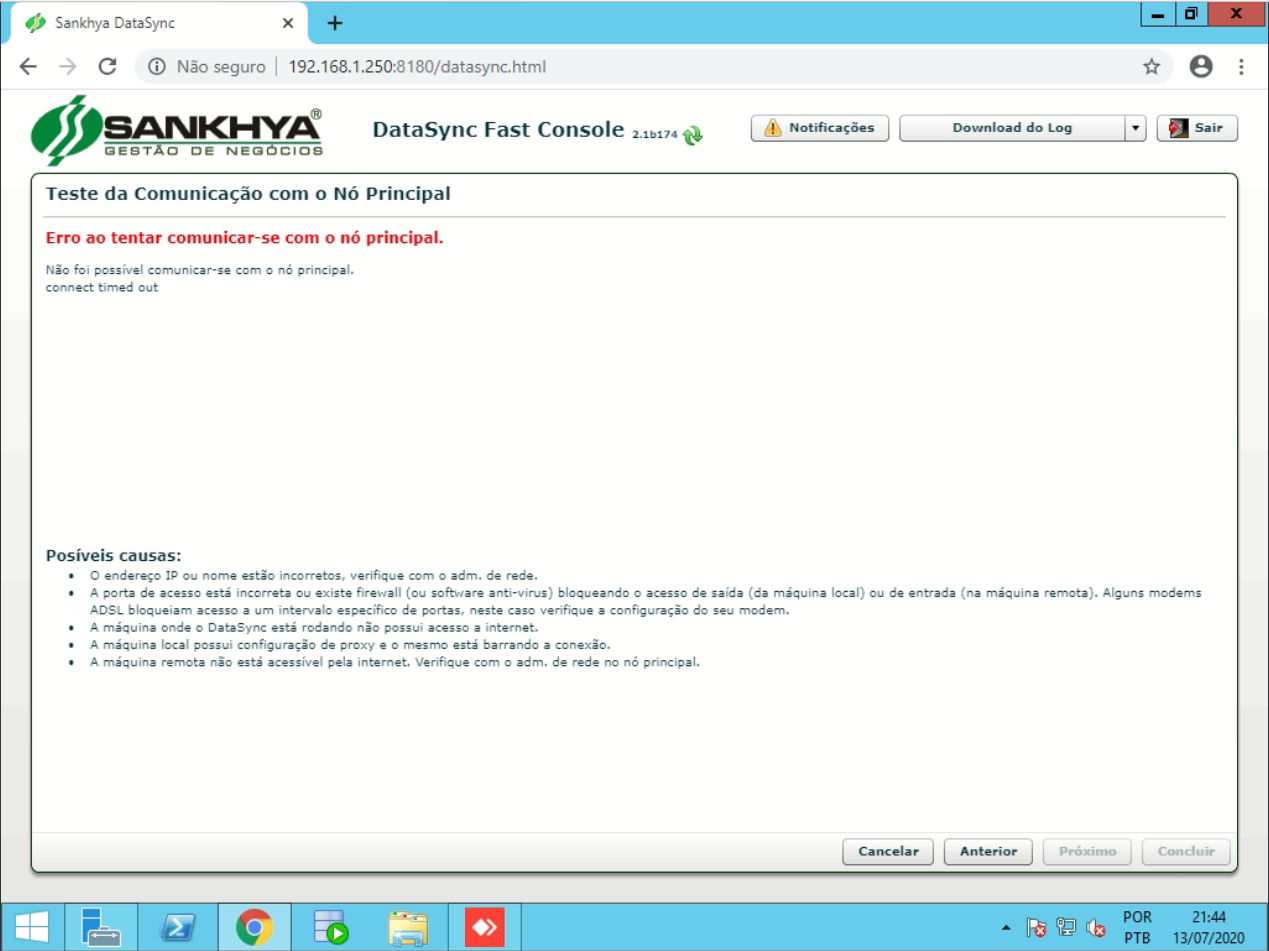 Sankhya DataSync
Não seguro 192.168.1.250:8180/datasync.html
SANKHYA®
GESTÃO DE NEGÓCIOS
DataSync Fast Console 2.1b174
Notificações
Download do Log
Sair
Teste da Comunicação com o Nó Principal
Erro ao tentar comunicar-se com o nó principal.
Não foi possível comunicar-se com o nó principal.
connect timed out
Posíveis causas:
• O endereço IP ou nome estão incorretos, verifique com o adm. de rede.
• A porta de acesso está incorreta ou existe firewall (ou software anti-virus) bloqueando o acesso de saída (da máquina local) ou de entrada (na máquina remota). Alguns modems
ADSL bloqueiam acesso a um intervalo específico de portas, neste caso verifique a configuração do seu modem.
• A máquina onde o DataSync está rodando não possui acesso a internet.
• A máquina local possui configuração de proxy e o mesmo está barrando a conexão.
• A máquina remota não está acessível pela internet. Verifique com o adm. de rede no nó principal.
Cancelar
Anterior
Próximo
Concluir
POR
PTB
21:44
13/07/2020